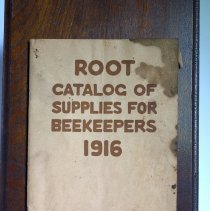 ROOT
CATALOG OF
SUPPLIES FOR
BEEKEEPERS
1916